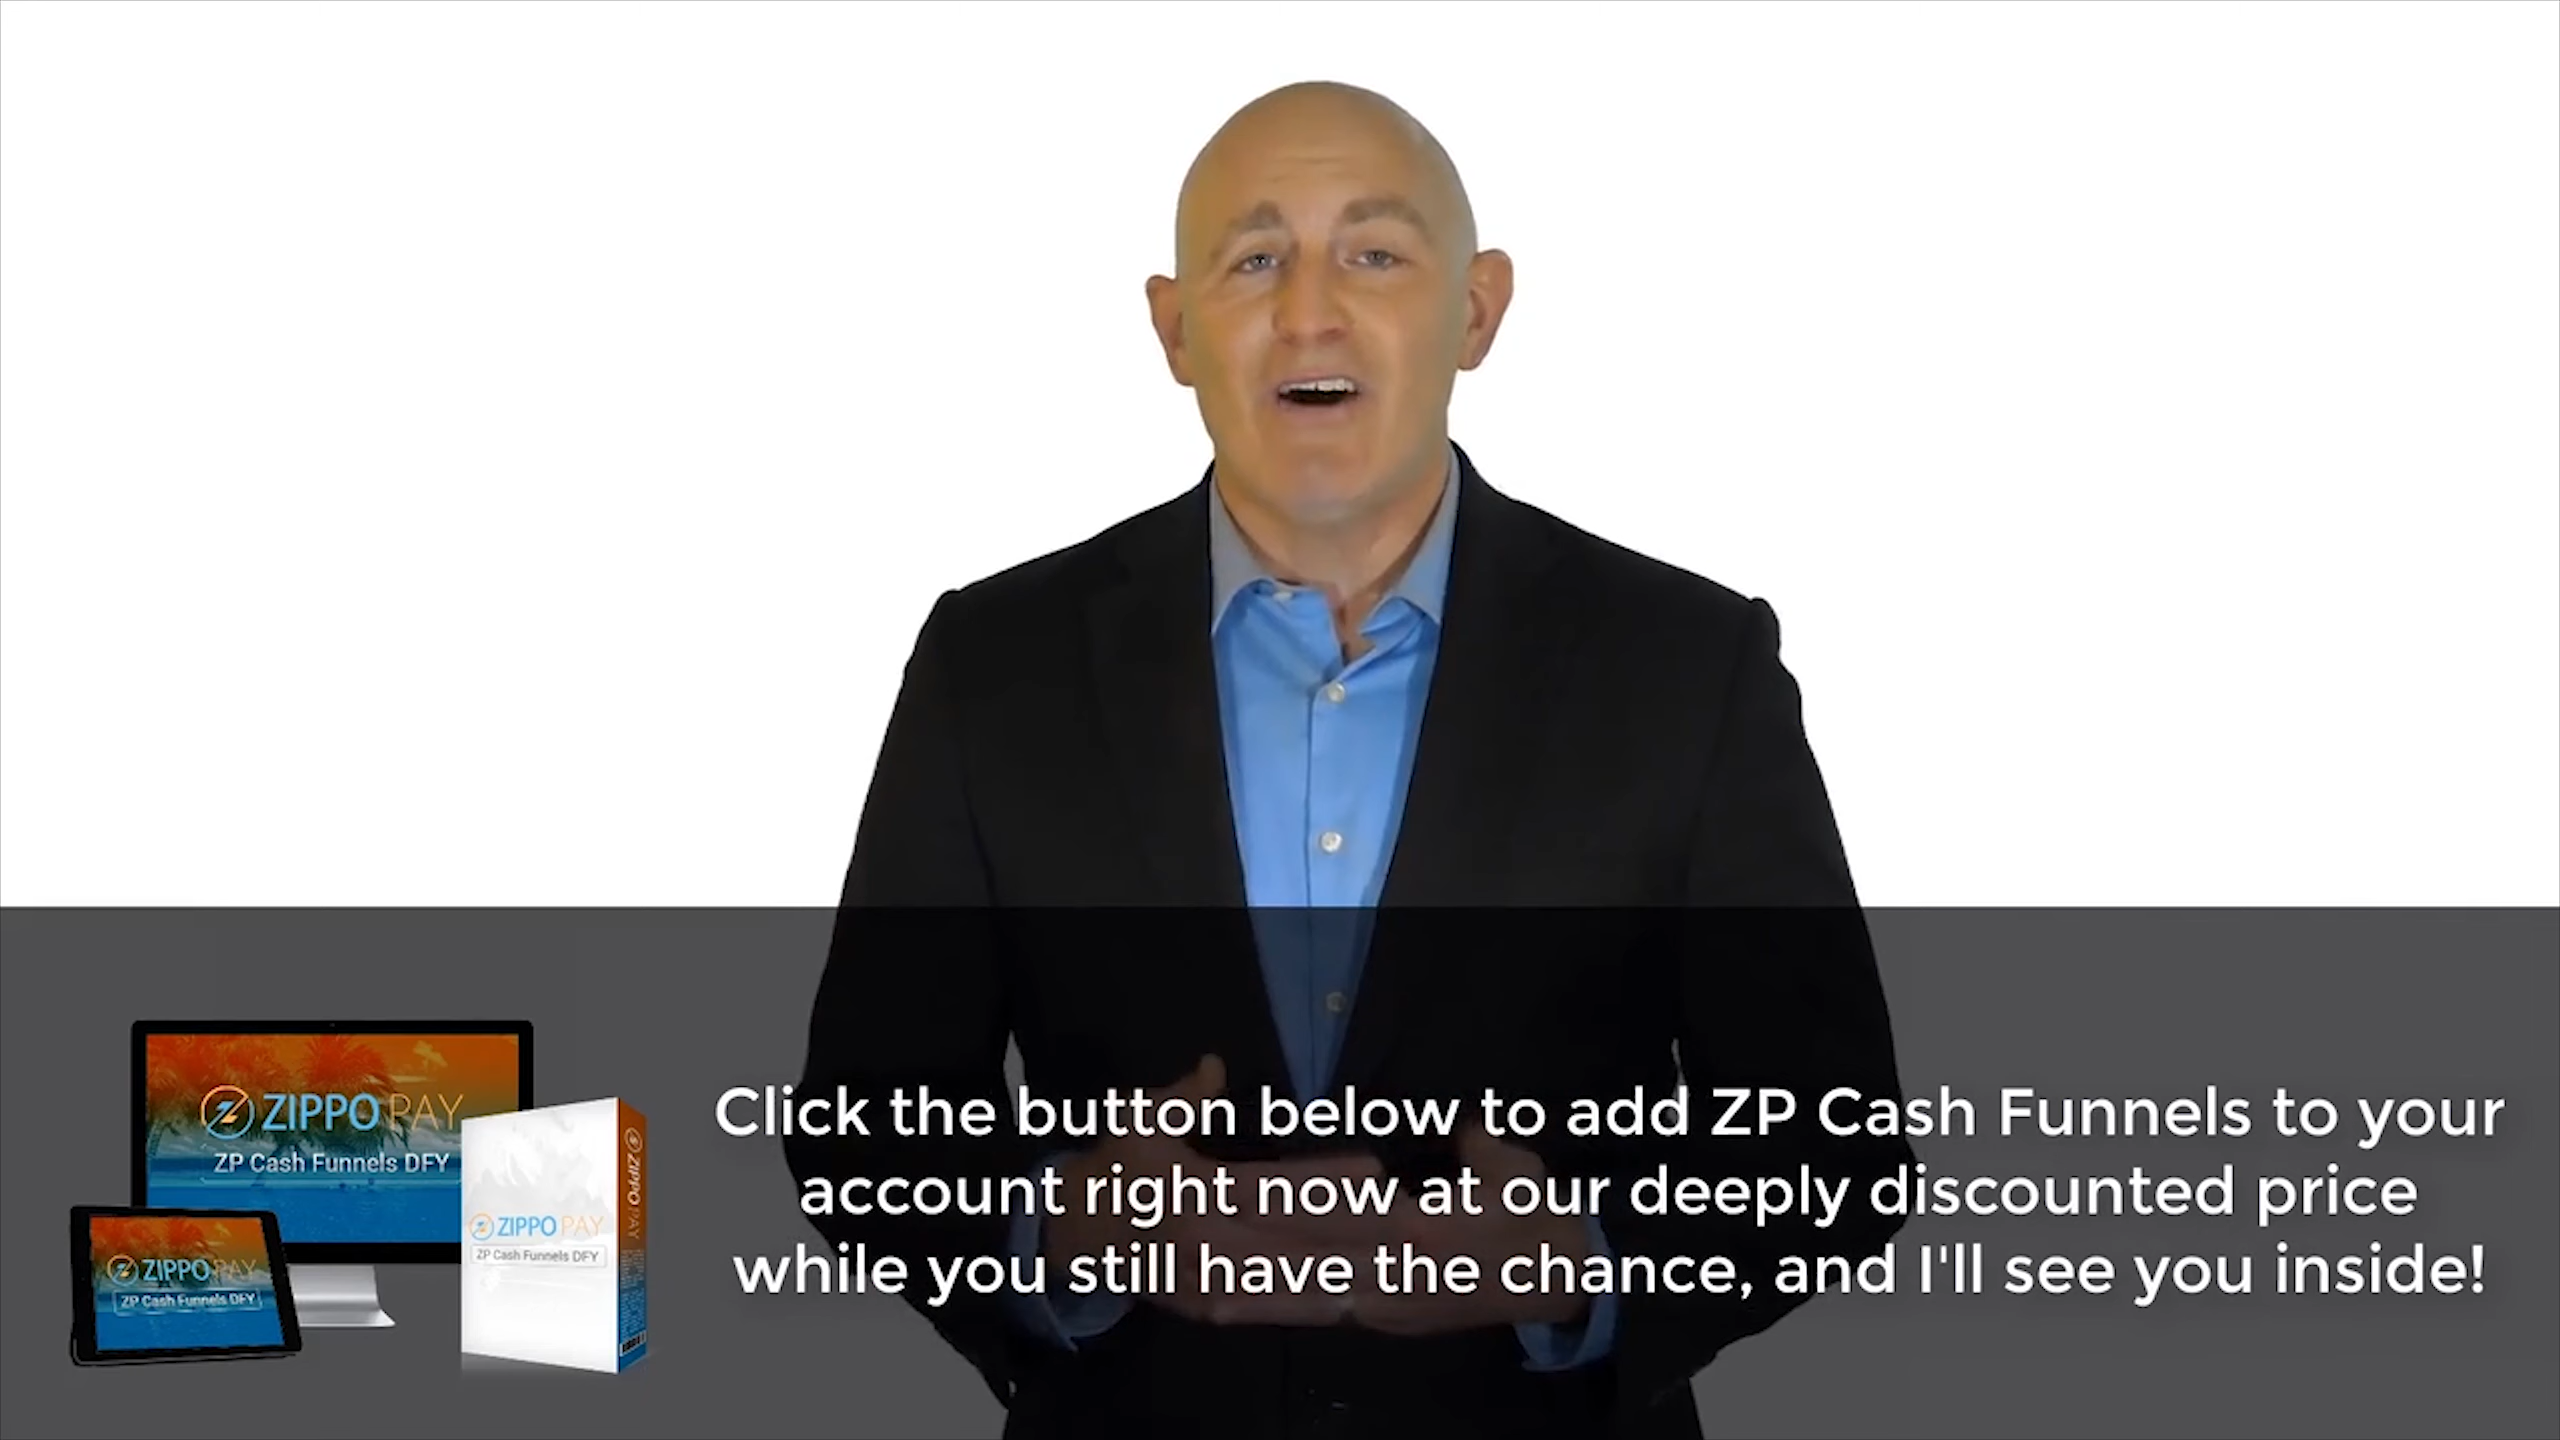 ZIPPO PAY
ZP Cash Funnels DFY
ZIPPO PAY
ZP Cash Funnels DFY
ZIPPO PAY
ZP Cash Funnels DFY
ZIPPO PAY
Click the button below to add ZP Cash Funnels to your
account right now at our deeply discounted price
while you still have the chance, and I'll see you inside!